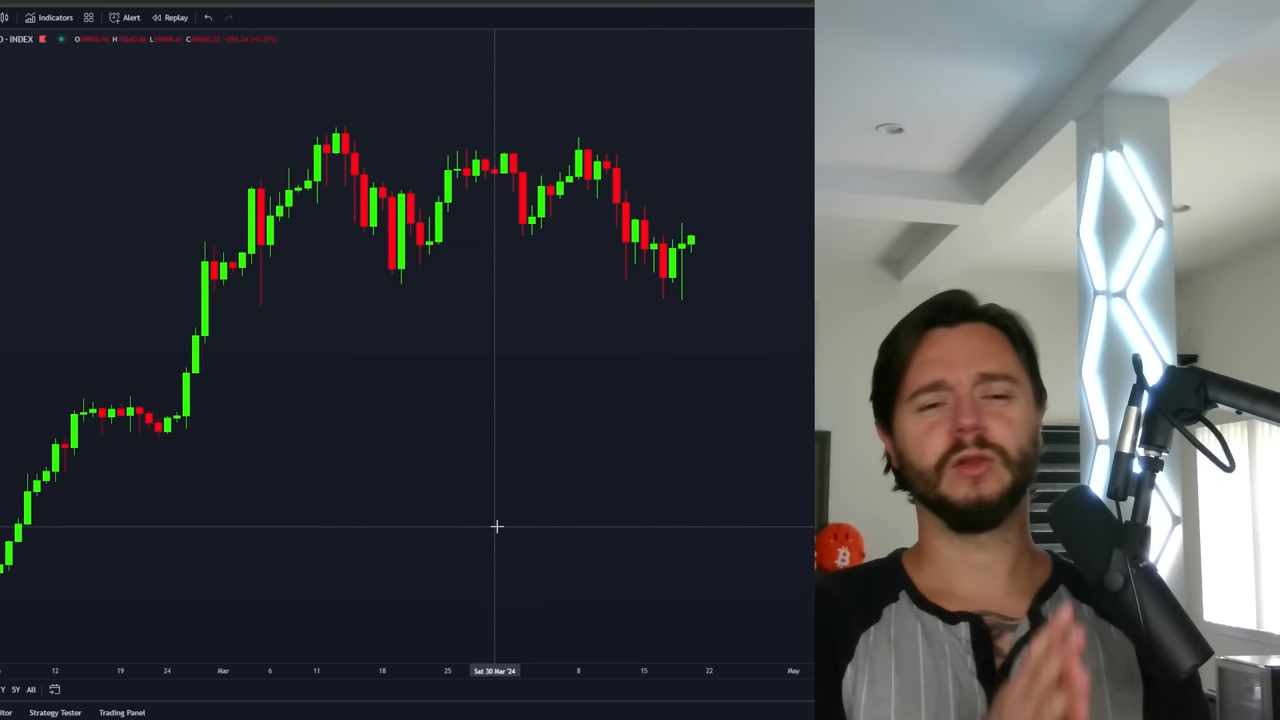 Indicators Alert Replay
D · INDEX
12 19 24 Mar 6 11 18 25 Sat 30 Mar '24 8 15 22 May
Y 5Y All
itor Strategy Tester Trading Panel
₿